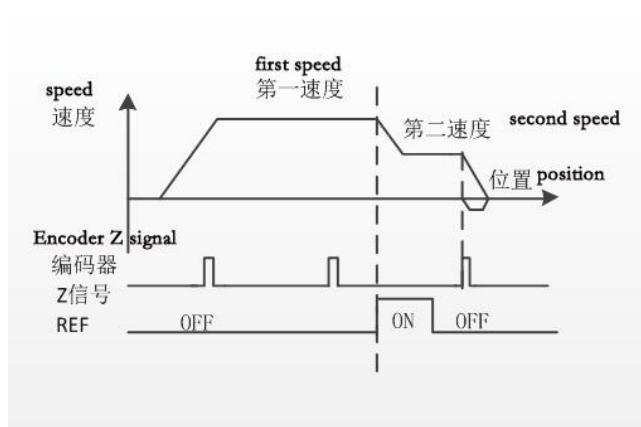 first speed
第一速度
speed
速度
第二速度
second speed
位置
position
Encoder Z signal
编码器
Z信号
REF
OFF
ON
OFF